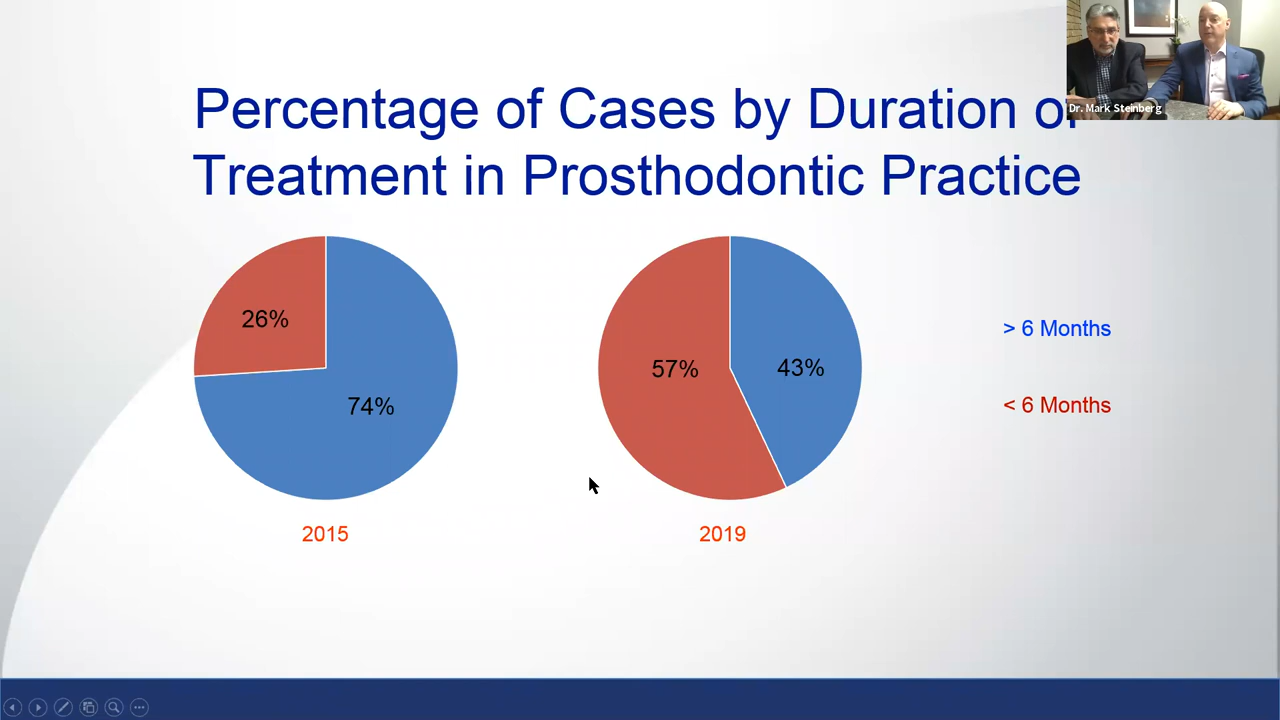 Dr. Mark Steinberg
Percentage of Cases by Duration of
Treatment in Prosthodontic Practice
26%
74%
57%
43%
> 6 Months
< 6 Months
2015
2019